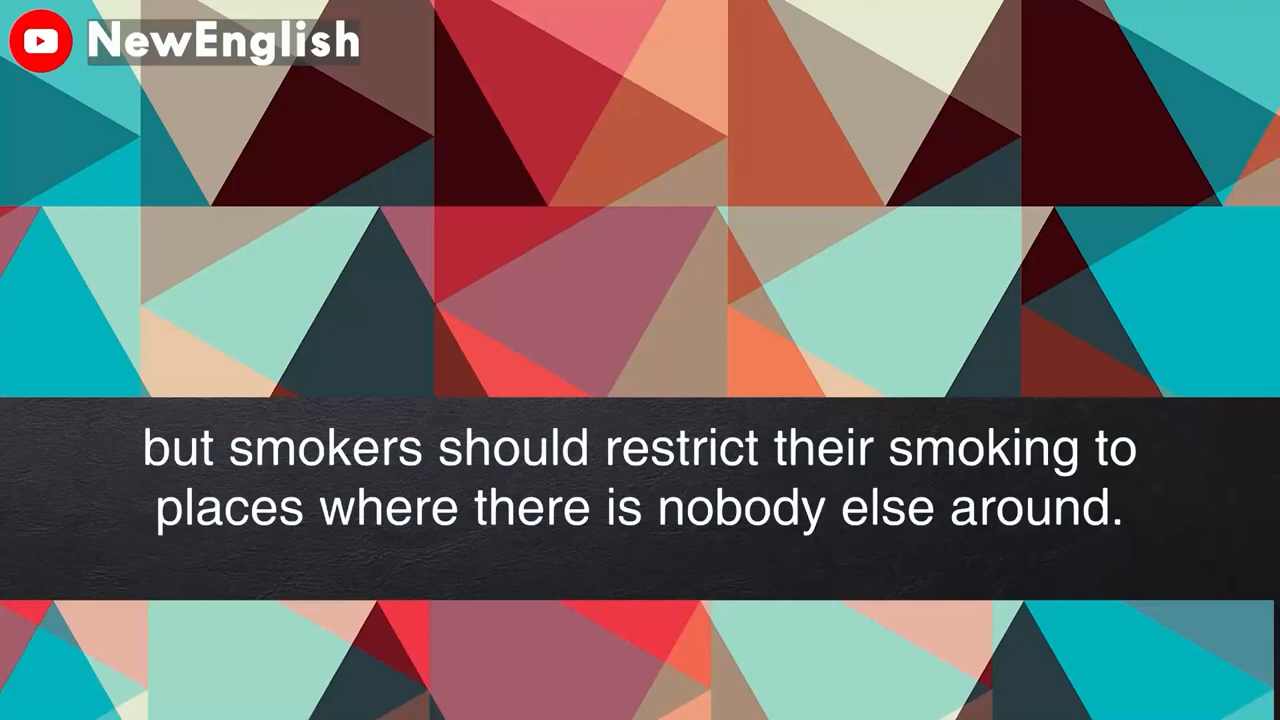 NewEnglish
but smokers should restrict their smoking to
places where there is nobody else around.